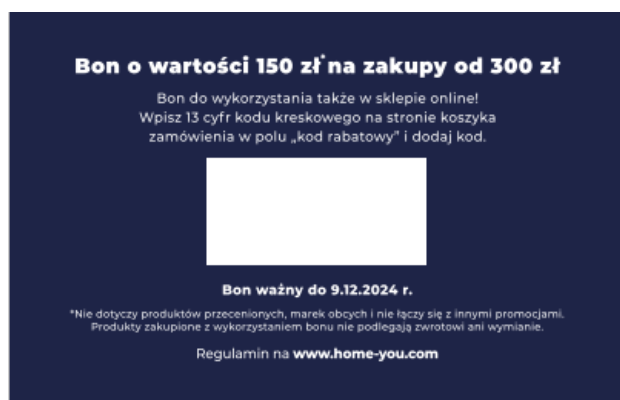 Bon o wartości 150 zł*na zakupy od 300 zł
Bon do wykorzystania także w sklepie online!
Wpisz 13 cyfr kodu kreskowego na stronie koszyka
zamówienia w polu „kod rabatowy” i dodaj kod.
Bon ważny do 9.12.2024 r.
*Nie dotyczy produktów przecenionych, marek obcych i nie łączy się z innymi promocjami.
Produkty zakupione z wykorzystaniem bonu nie podlegają zwrotowi ani wymianie.
Regulamin na www.home-you.com